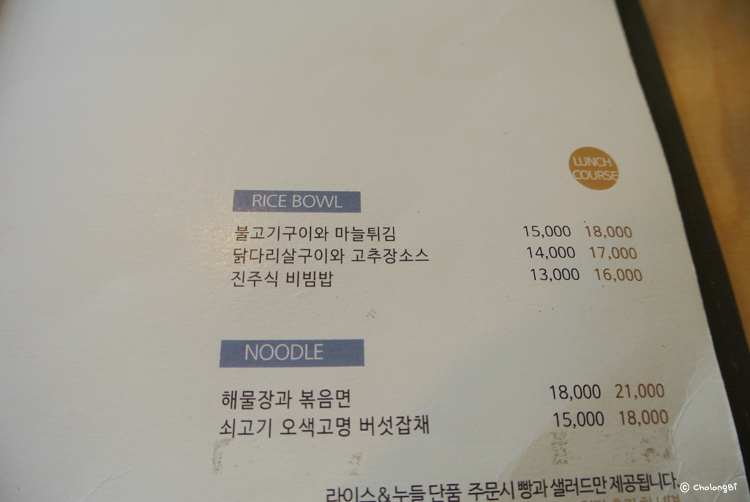 LUNCH
COURSE
RICE BOWL
불고기구이와 마늘튀김 15,000 18,000
닭다리살구이와 고추장소스 14,000 17,000
진주식 비빔밥 13,000 16,000
NOODLE
해물장과 볶음면 18,000 21,000
쇠고기 오색고명 버섯잡채 15,000 18,000
라이스&누들 단품 주문시 빵과 샐러드만 제공됩니다
© CholongBi